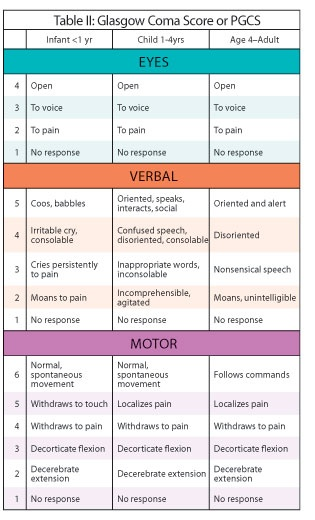 Table II: Glasgow Coma Score or PGCS
Infant <1 yr Child 1-4yrs Age 4–Adult
EYES
4 Open Open Open
3 To voice To voice To voice
2 To pain To pain To pain
1 No response No response No response
VERBAL
5 Coos, babbles Oriented, speaks, interacts, social Oriented and alert
4 Irritable cry, consolable Confused speech, disoriented, consolable Disoriented
3 Cries persistently to pain Inappropriate words, inconsolable Nonsensical speech
2 Moans to pain Incomprehensible, agitated Moans, unintelligible
1 No response No response No response
MOTOR
6 Normal, spontaneous movement Normal, spontaneous movement Follows commands
5 Withdraws to touch Localizes pain Localizes pain
4 Withdraws to pain Withdraws to pain Withdraws to pain
3 Decorticate flexion Decorticate flexion Decorticate flexion
2 Decerebrate extension Decerebrate extension Decerebrate extension
1 No response No response No response